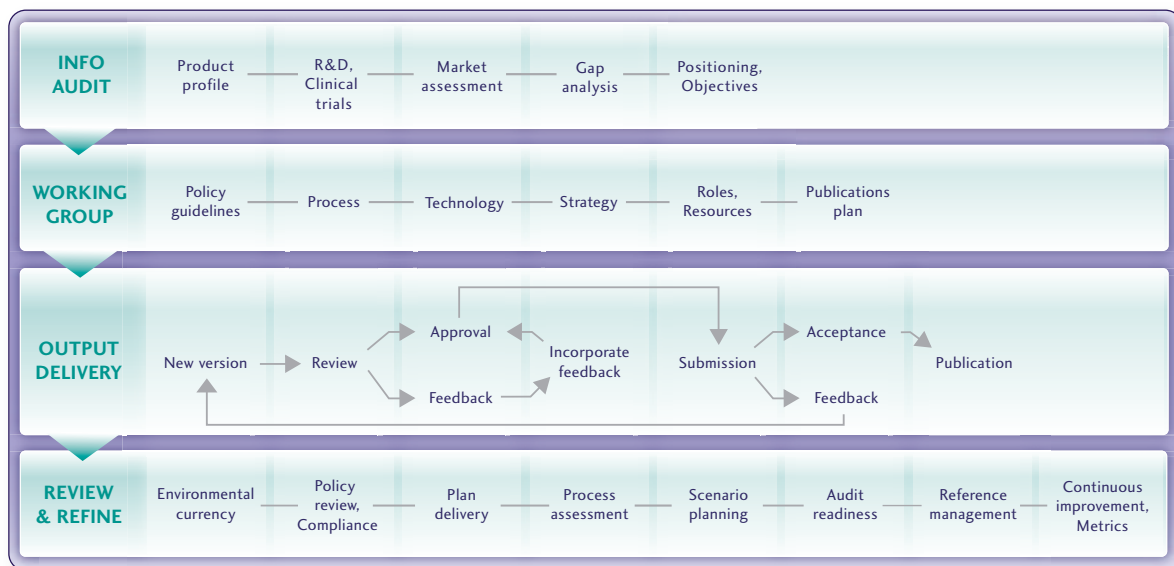 INFO
AUDIT
Product
profile
R&D,
Clinical
trials
Market
assessment
Gap
analysis
Positioning,
Objectives
WORKING
GROUP
Policy
guidelines
Process
Technology
Strategy
Roles,
Resources
Publications
plan
OUTPUT
DELIVERY
New version
Review
Approval
Feedback
Incorporate
feedback
Submission
Acceptance
Feedback
Publication
REVIEW
& REFINE
Environmental
currency
Policy
review,
Compliance
Plan
delivery
Process
assessment
Scenario
planning
Audit
readiness
Reference
management
Continuous
improvement,
Metrics